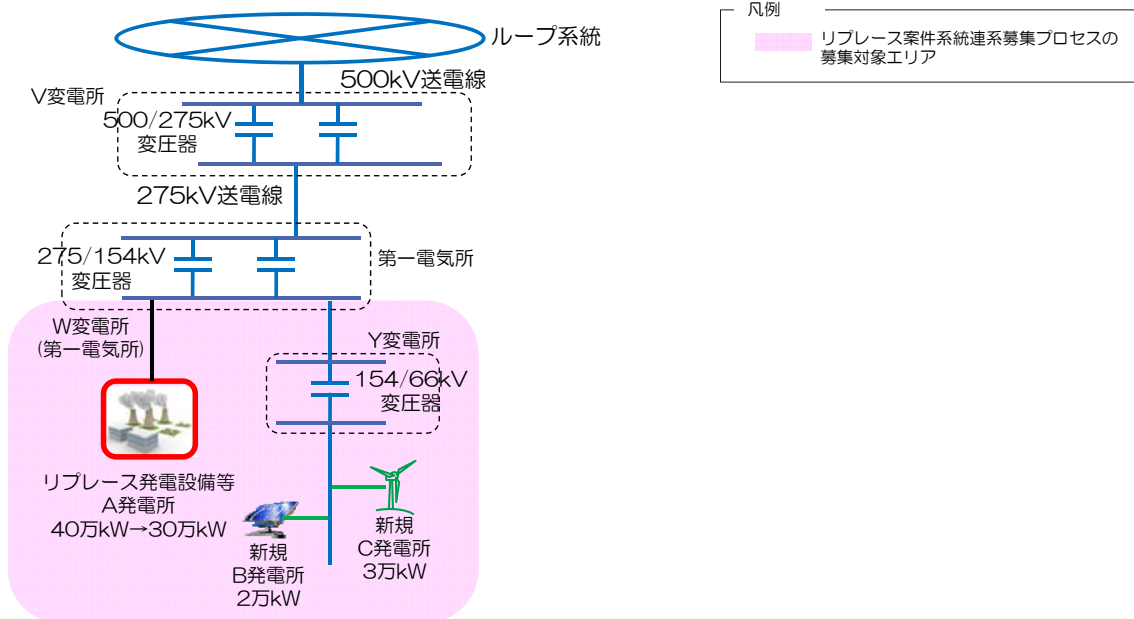 ループ系統
500kV送電線
V変電所
500/275kV
変圧器
275kV送電線
275/154kV
変圧器
第一電気所
W変電所
(第一電気所)
Y変電所
154/66kV
変圧器
リプレース発電設備等
A発電所
40万kW→30万kW
新規
B発電所
2万kW
新規
C発電所
3万kW
凡例
リプレース案件系統連系募集プロセスの
募集対象エリア